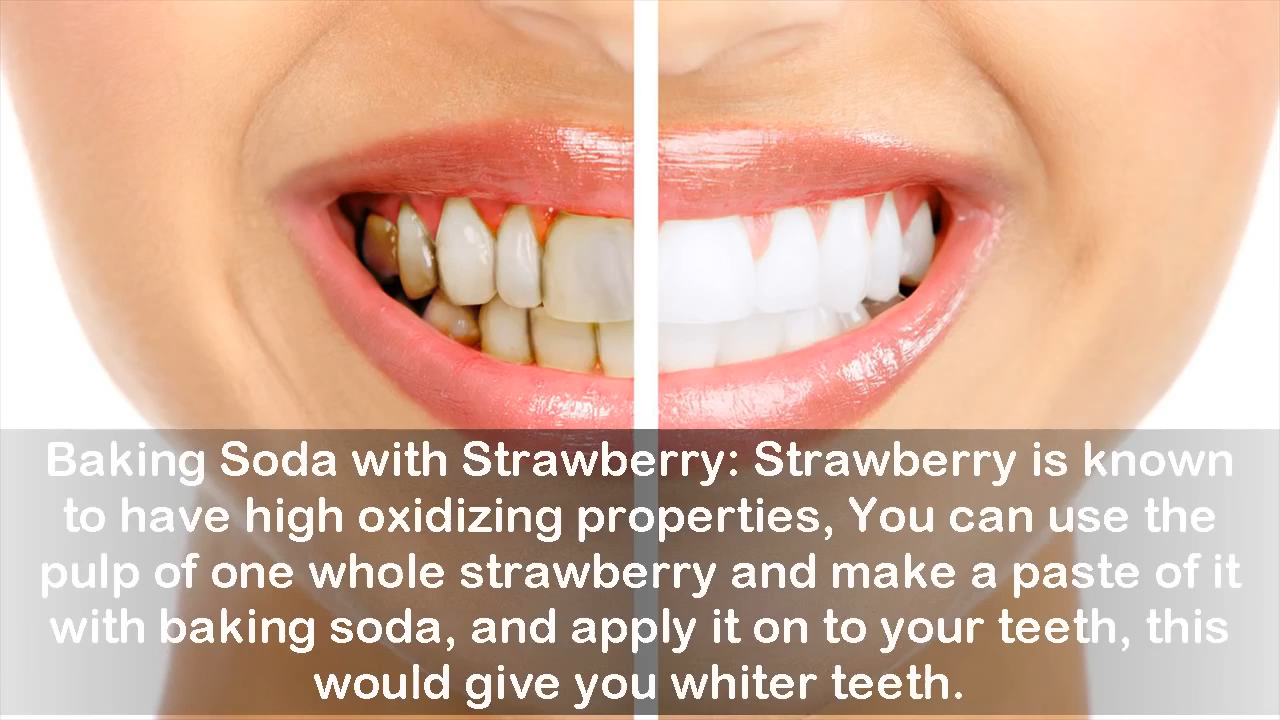 Baking Soda with Strawberry: Strawberry is known
to have high oxidizing properties, You can use the
pulp of one whole strawberry and make a paste of it
with baking soda, and apply it on to your teeth, this
would give you whiter teeth.